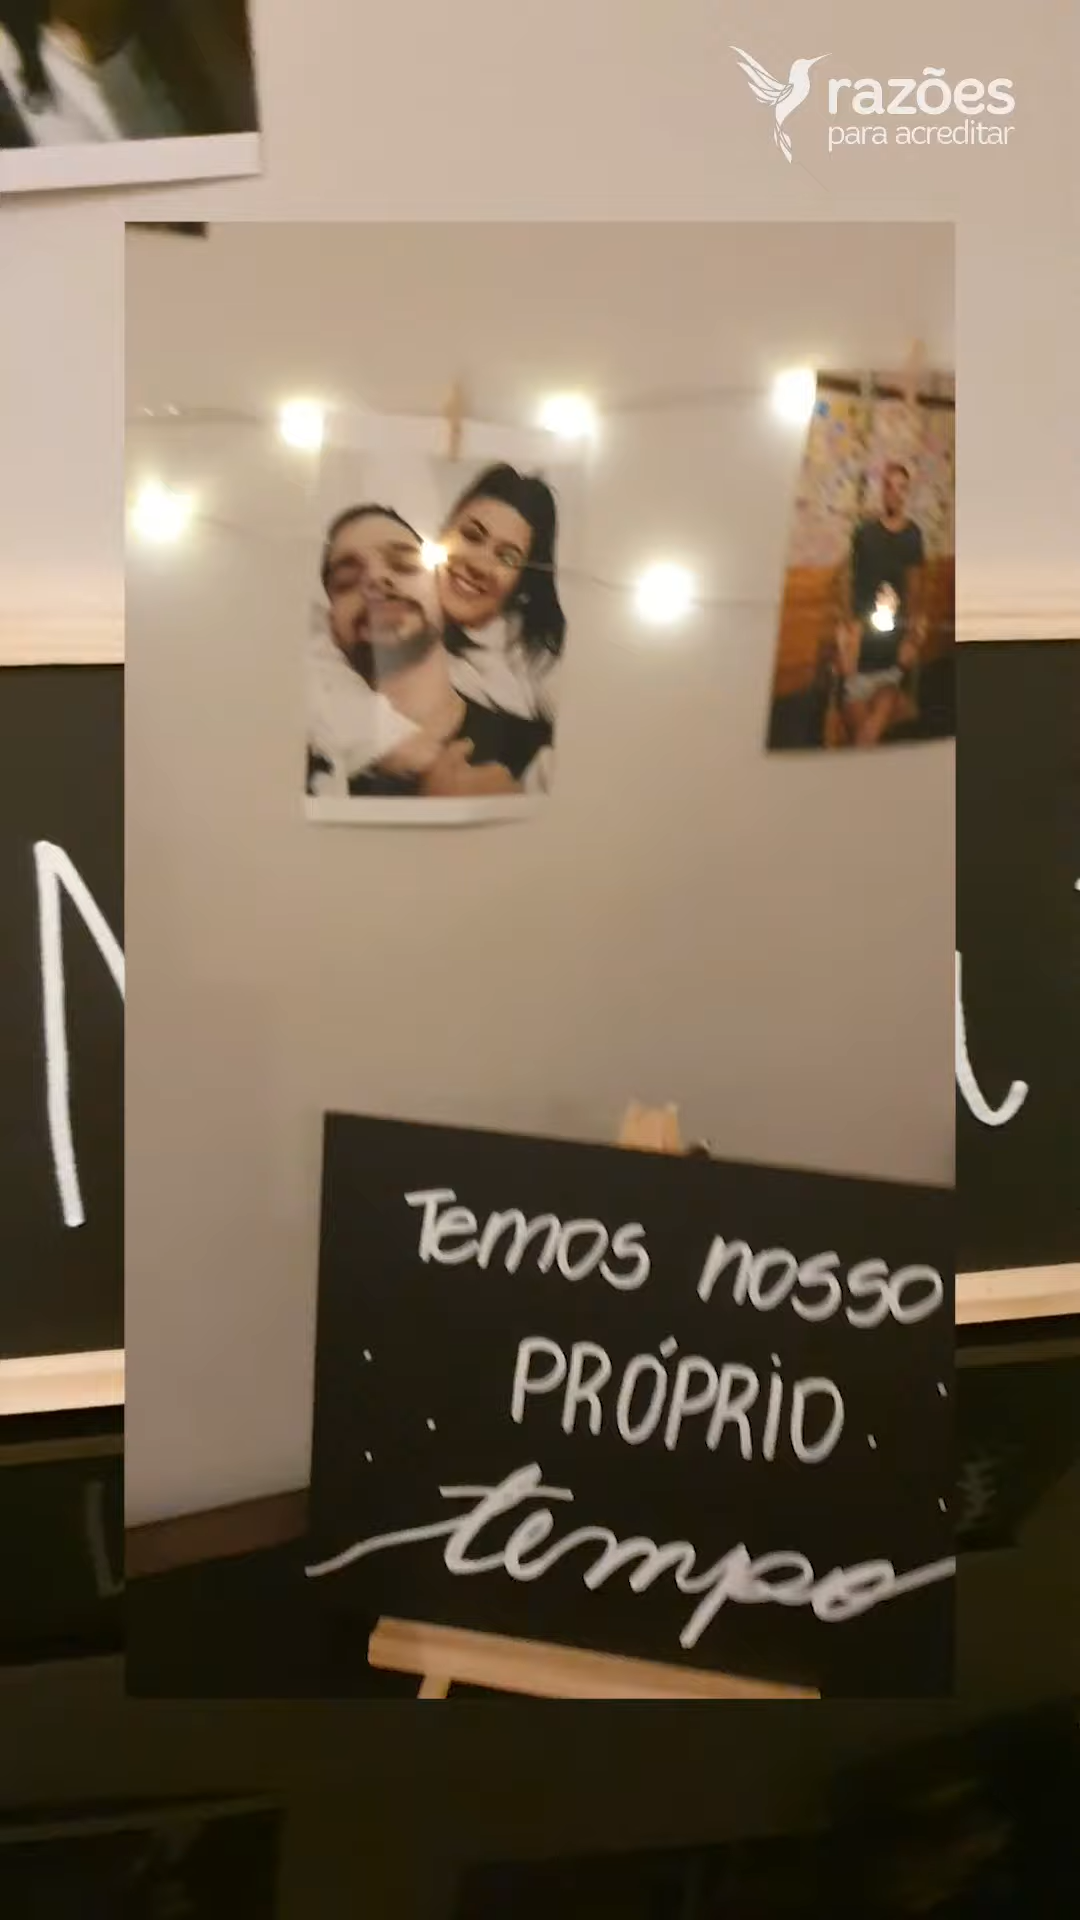 razões
para acreditar
Temos nosso
PRÓPRIO
tempo